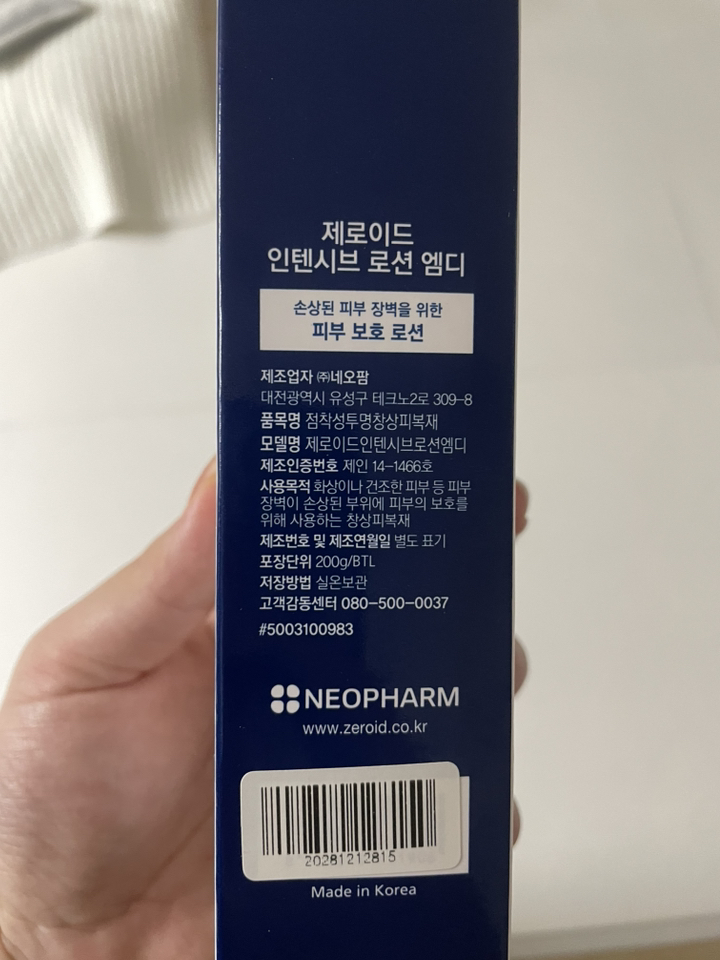 제로이드
인텐시브 로션 엠디
손상된 피부 장벽을 위한
피부 보호 로션
제조업자 ㈜네오팜
대전광역시 유성구 테크노2로 309-8
품목명 점착성투명창상피복재
모델명 제로이드인텐시브로션엠디
제조인증번호 제인 14-1466호
사용목적 화상이나 건조한 피부 등 피부
장벽이 손상된 부위에 피부의 보호를
위해 사용하는 창상피복재
제조번호 및 제조연월일 별도 표기
포장단위 200g/BTL
저장방법 실온보관
고객감동센터 080-500-0037
#5003100983
NEOPHARM
www.zeroid.co.kr
20281212815
Made in Korea